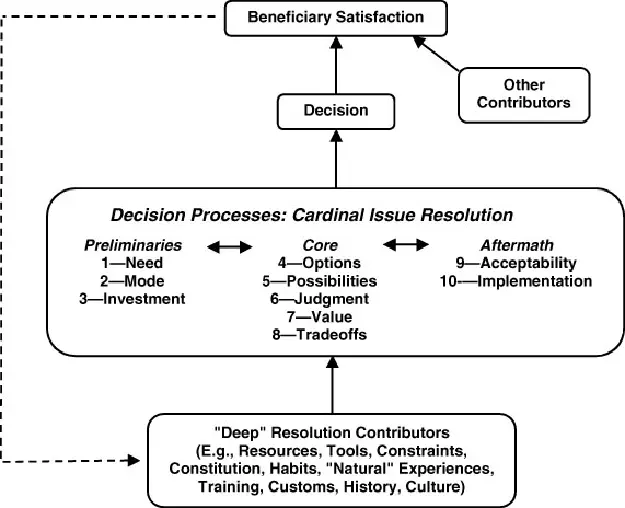 Beneficiary Satisfaction
Other
Contributors
Decision
Decision Processes: Cardinal Issue Resolution
Preliminaries
1—Need
2—Mode
3—Investment
Core
4—Options
5—Possibilities
6—Judgment
7—Value
8—Tradeoffs
Aftermath
9—Acceptability
10-—Implementation
"Deep" Resolution Contributors
(E.g., Resources, Tools, Constraints,
Constitution, Habits, "Natural" Experiences,
Training, Customs, History, Culture)